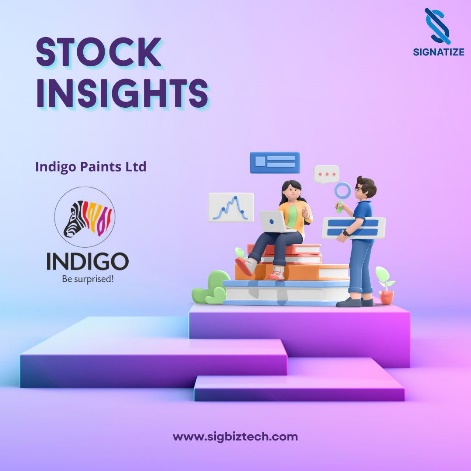 SIGNATIZE
STOCK
INSIGHTS
Indigo Paints Ltd
INDIGO
Be surprised!
www.sigbiztech.com